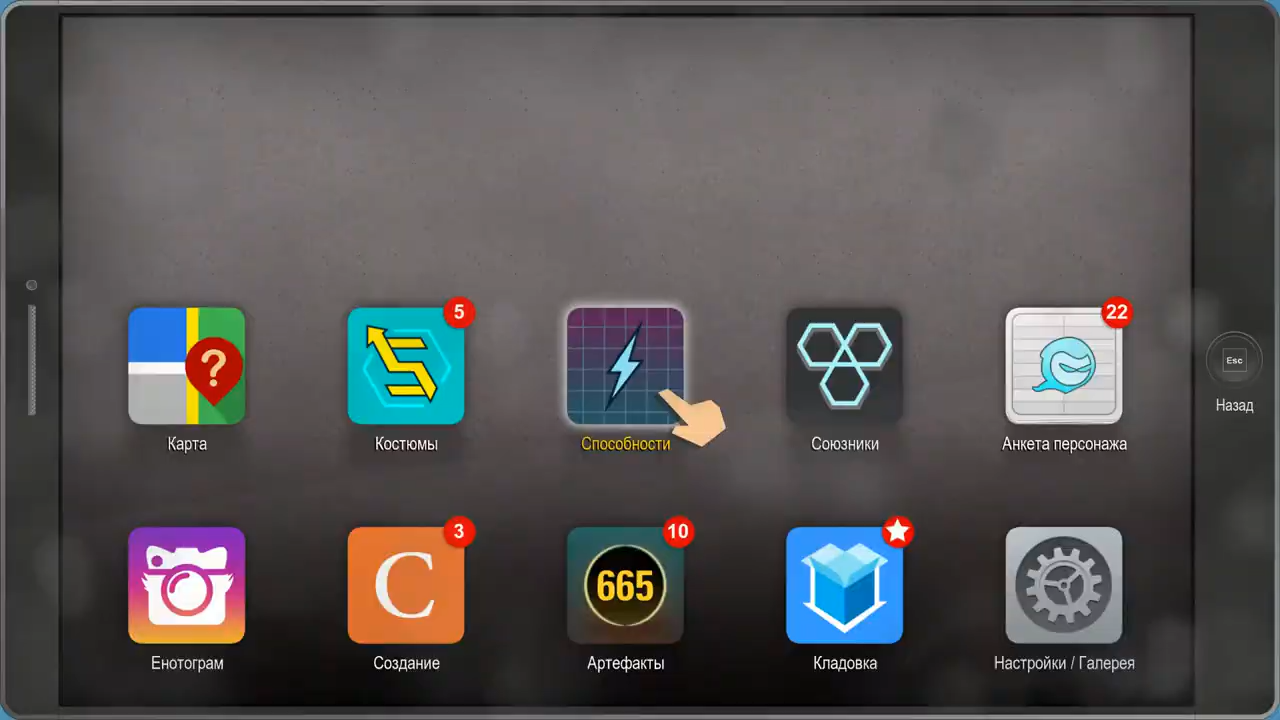 5
22
?
Esc
Назад
Карта
Костюмы
Способности
Союзники
Анкета персонажа
3
10
C
665
Енотограм
Создание
Артефакты
Кладовка
Настройки / Галерея